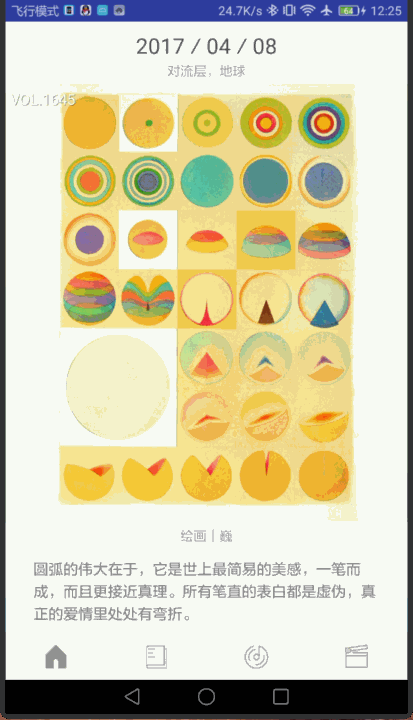 飞行模式 24.7K/s 64 12:25
2017 / 04 / 08
对流层，地球
VOL.1645
绘画｜巍
圆弧的伟大在于，它是世上最简易的美感，一笔而
成，而且更接近真理。所有笔直的表白都是虚伪，真
正的爱情里处处有弯折。